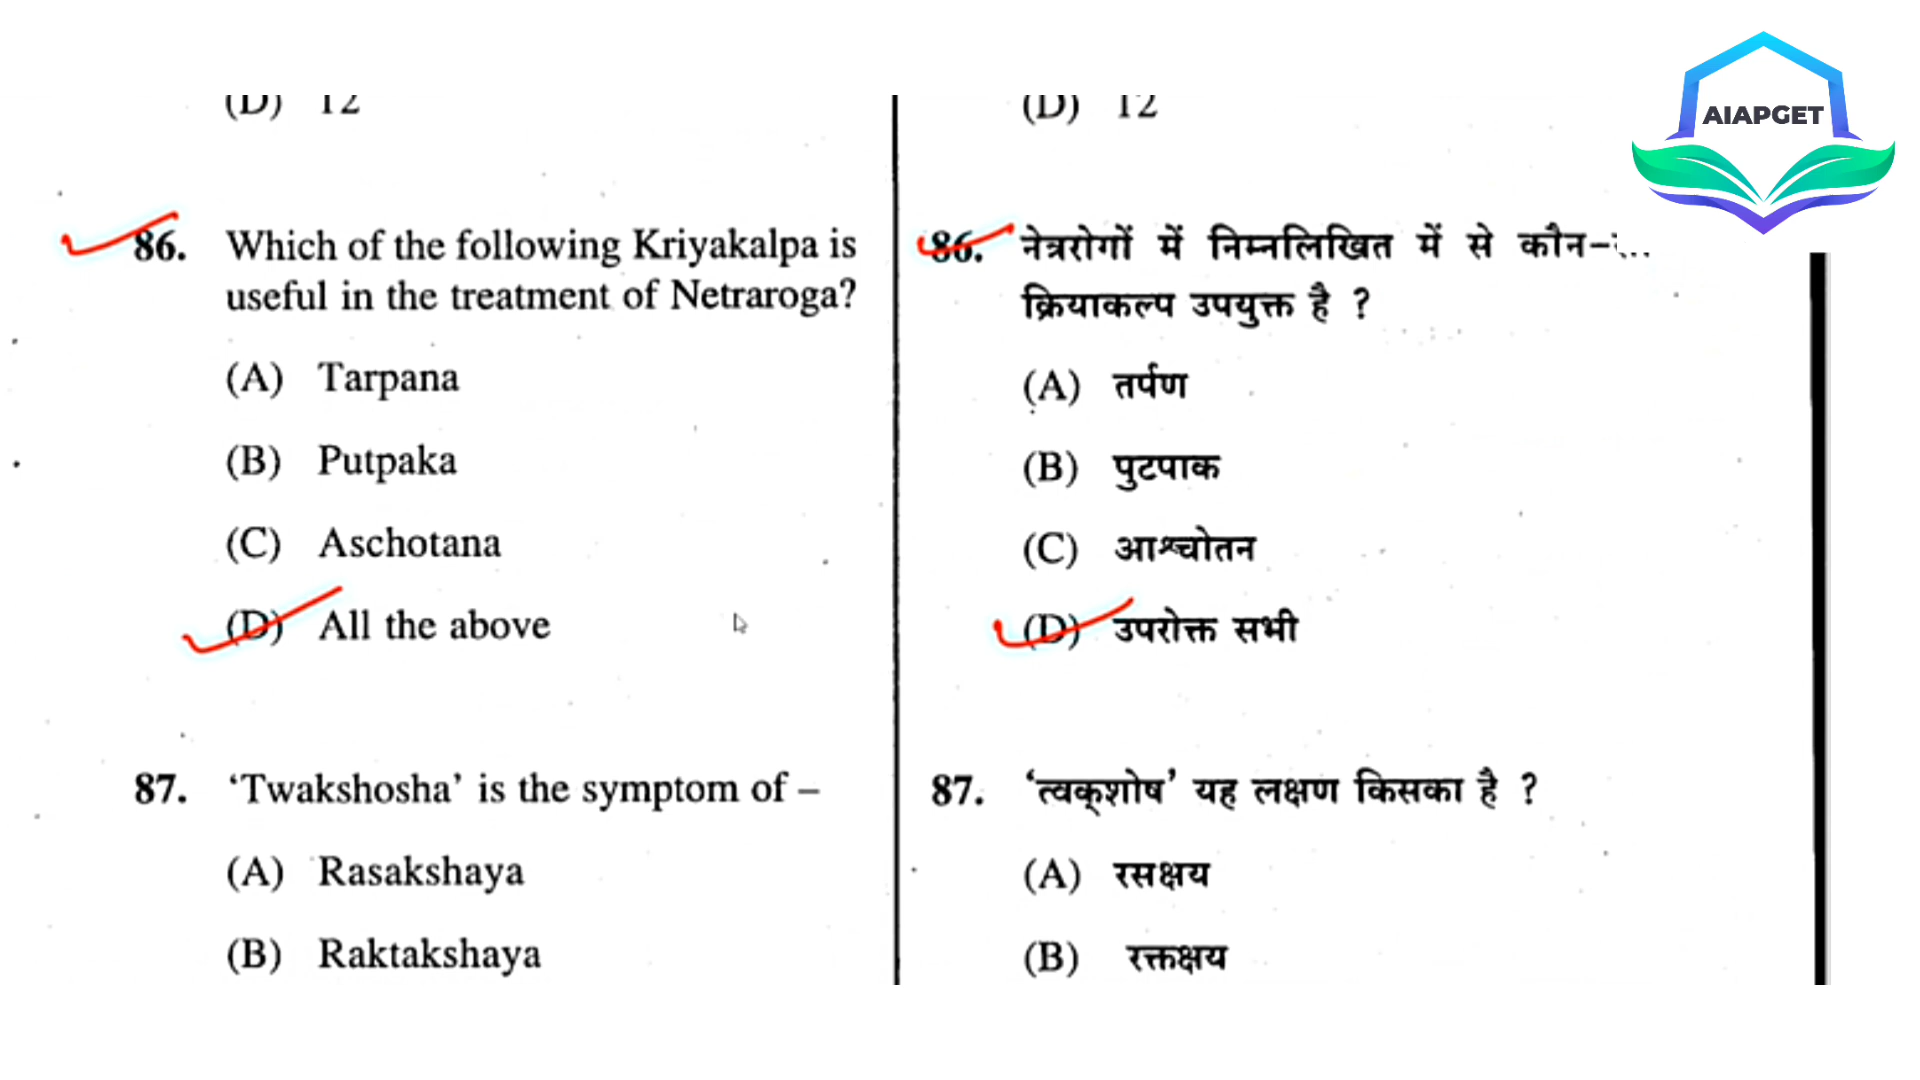 (D) 12
86. Which of the following Kriyakalpa is
useful in the treatment of Netraroga?
(A) Tarpana
(B) Putpaka
(C) Aschotana
(D) All the above
87. ‘Twakshosha’ is the symptom of –
(A) Rasakshaya
(B) Raktakshaya
(D) 12
86. नेत्ररोगों में निम्नलिखित में से कौन–
क्रियाकल्प उपयुक्त है ?
(A) तर्पण
(B) पुटपाक
(C) आश्चोतन
(D) उपरोक्त सभी
87. ‘त्वक्‌शोष’ यह लक्षण किसका है ?
(A) रसक्षय
(B) रक्तक्षय
AIAPGET